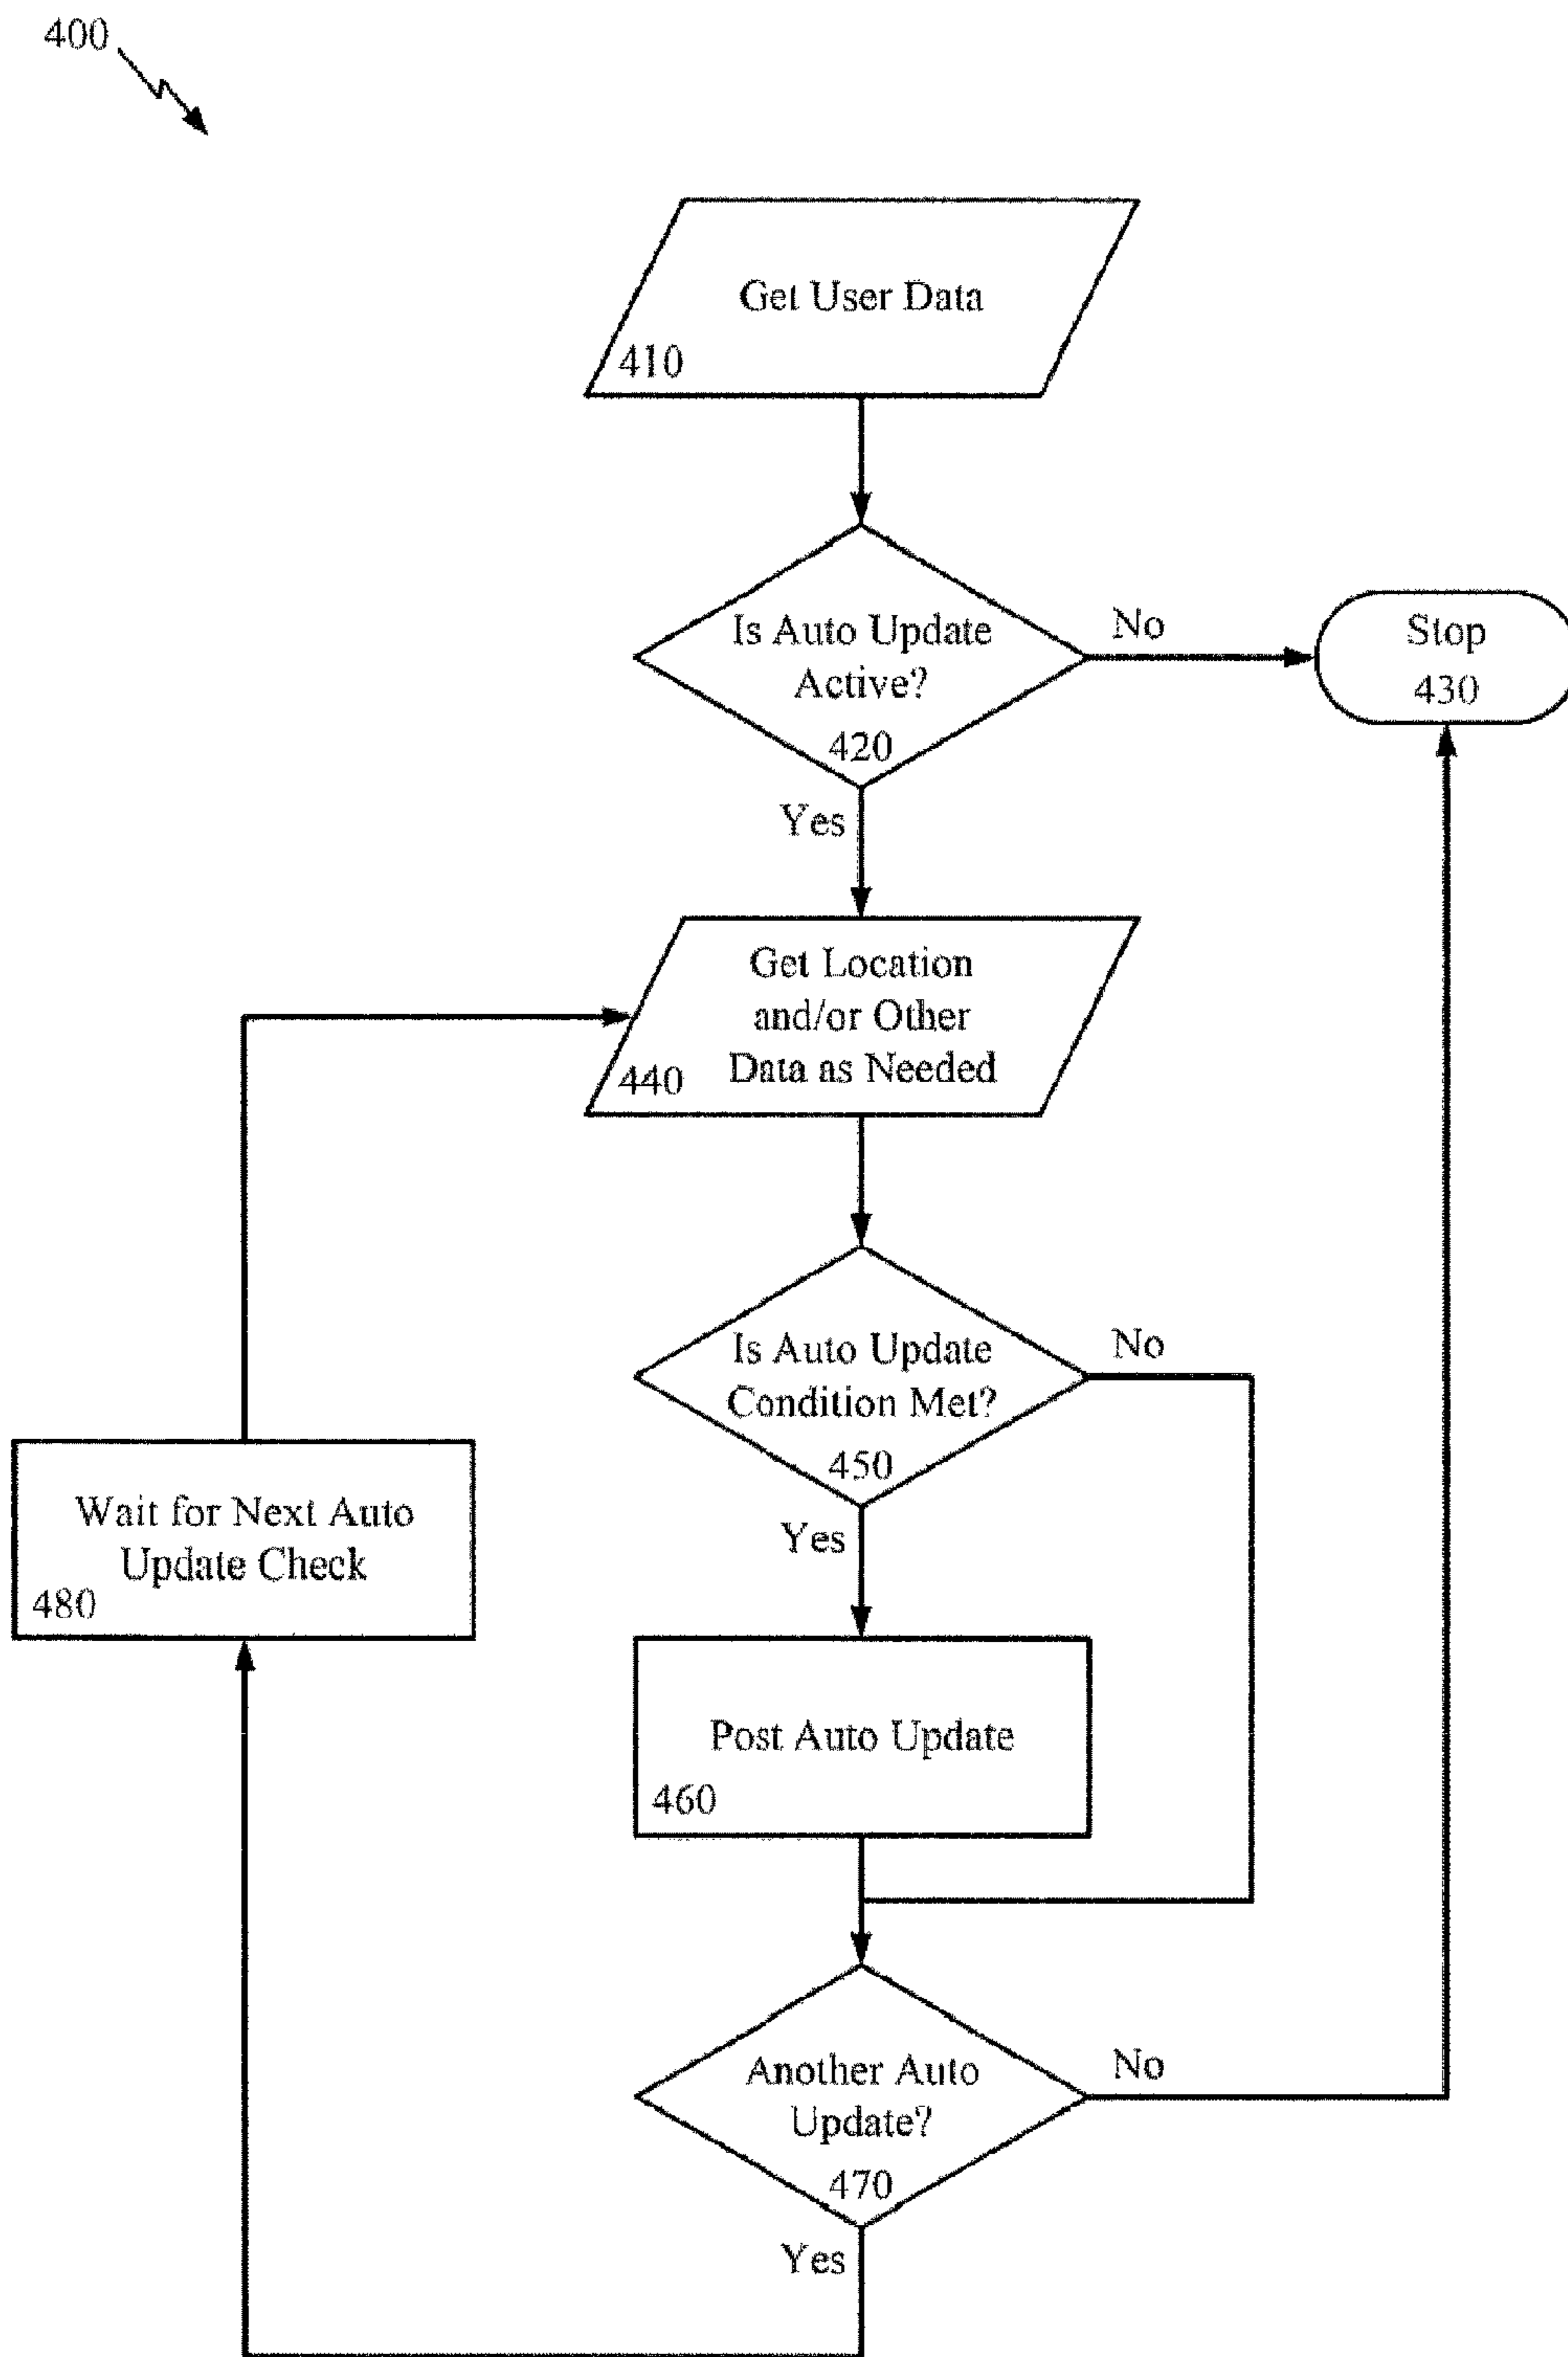 400
Get User Data
410
Is Auto Update
Active?
420
No
Stop
430
Yes
Get Location
and/or Other
Data as Needed
440
Is Auto Update
Condition Met?
450
No
Yes
Wait for Next Auto
Update Check
480
Post Auto Update
460
Another Auto
Update?
470
No
Yes